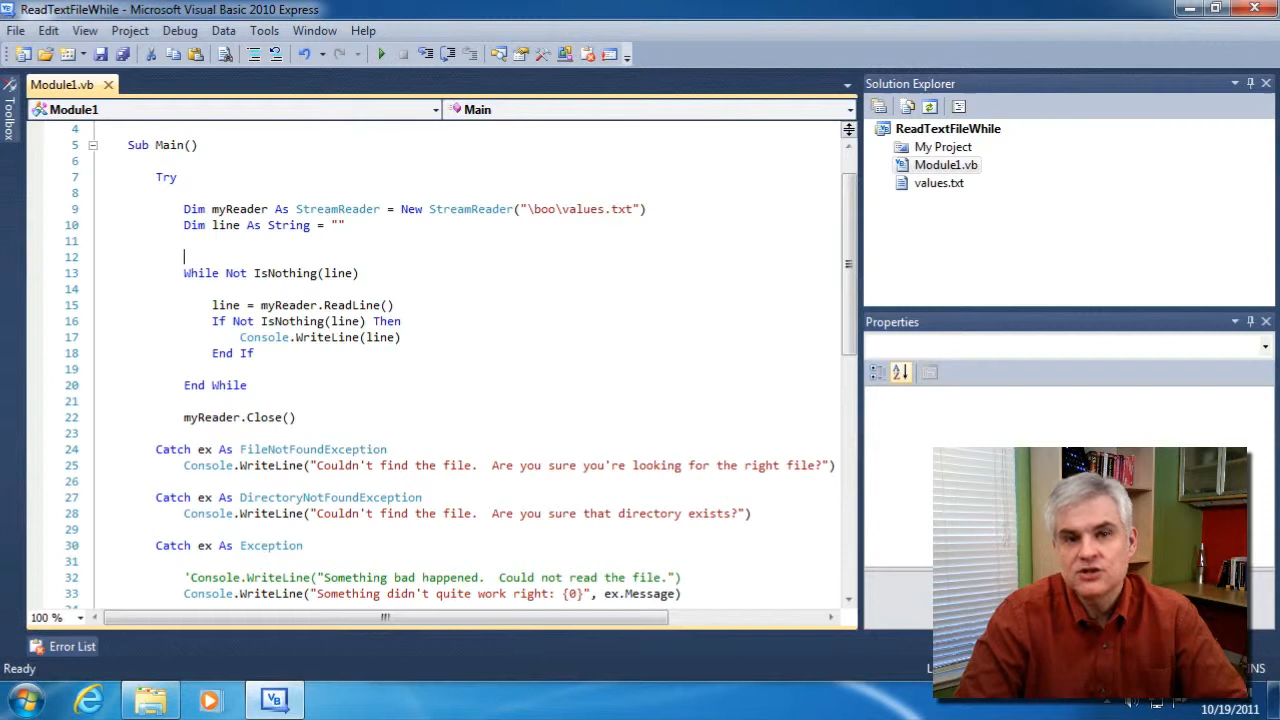 ReadTextFileWhile - Microsoft Visual Basic 2010 Express
File Edit View Project Debug Data Tools Window Help
Module1.vb
Module1 Main
4
5 Sub Main()
6
7 Try
8
9 Dim myReader As StreamReader = New StreamReader("\boo\values.txt")
10 Dim line As String = ""
11
12
13 While Not IsNothing(line)
14
15 line = myReader.ReadLine()
16 If Not IsNothing(line) Then
17 Console.WriteLine(line)
18 End If
19
20 End While
21
22 myReader.Close()
23
24 Catch ex As FileNotFoundException
25 Console.WriteLine("Couldn't find the file.  Are you sure you're looking for the right file?")
26
27 Catch ex As DirectoryNotFoundException
28 Console.WriteLine("Couldn't find the file.  Are you sure that directory exists?")
29
30 Catch ex As Exception
31
32 'Console.WriteLine("Something bad happened.  Could not read the file.")
33 Console.WriteLine("Something didn't quite work right: {0}", ex.Message)
100 %
Toolbox
Solution Explorer
ReadTextFileWhile
My Project
Module1.vb
values.txt
Properties
Error List
Ready
NS
10/19/2011